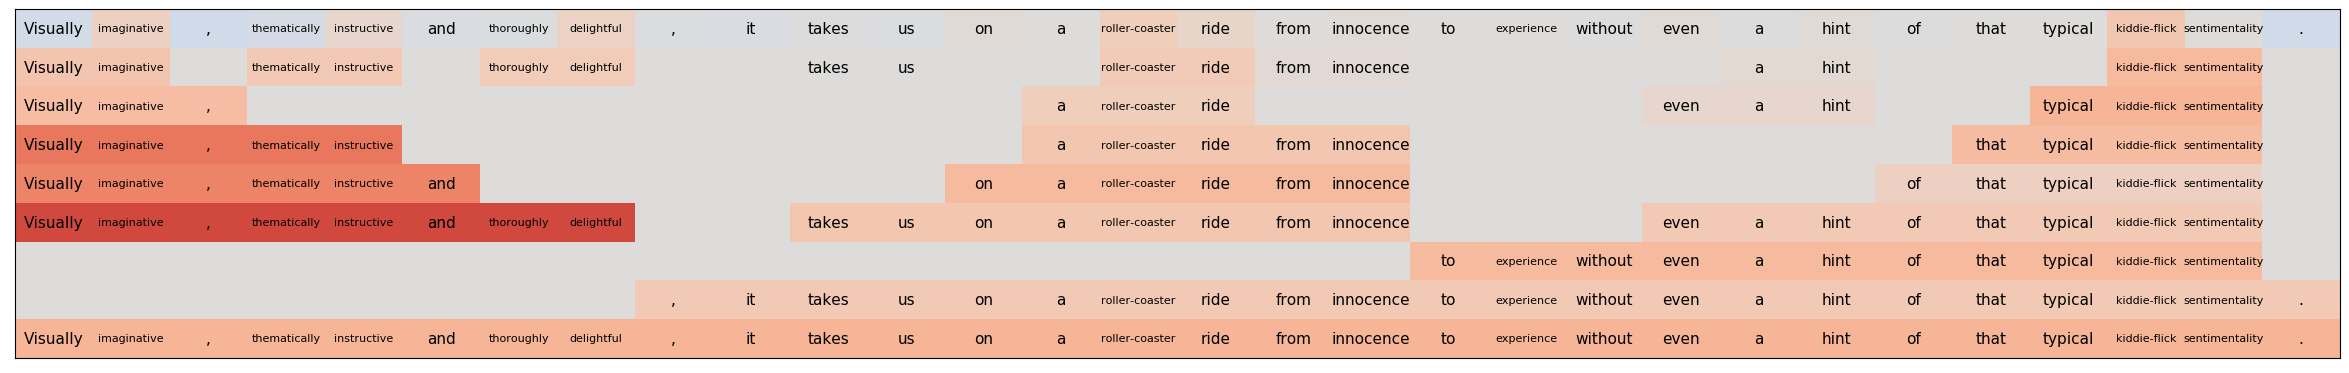 Visually imaginative , thematically instructive and thoroughly delightful , it takes us on a roller-coaster ride from innocence to experience without even a hint of that typical kiddie-flick sentimentality .
Visually imaginative thematically instructive thoroughly delightful takes us roller-coaster ride from innocence a hint kiddie-flick sentimentality
Visually imaginative , a roller-coaster ride even a hint typical kiddie-flick sentimentality
Visually imaginative , thematically instructive a roller-coaster ride from innocence that typical kiddie-flick sentimentality
Visually imaginative , thematically instructive and on a roller-coaster ride from innocence of that typical kiddie-flick sentimentality
Visually imaginative , thematically instructive and thoroughly delightful takes us on a roller-coaster ride from innocence even a hint of that typical kiddie-flick sentimentality
to experience without even a hint of that typical kiddie-flick sentimentality
, it takes us on a roller-coaster ride from innocence to experience without even a hint of that typical kiddie-flick sentimentality .
Visually imaginative , thematically instructive and thoroughly delightful , it takes us on a roller-coaster ride from innocence to experience without even a hint of that typical kiddie-flick sentimentality .